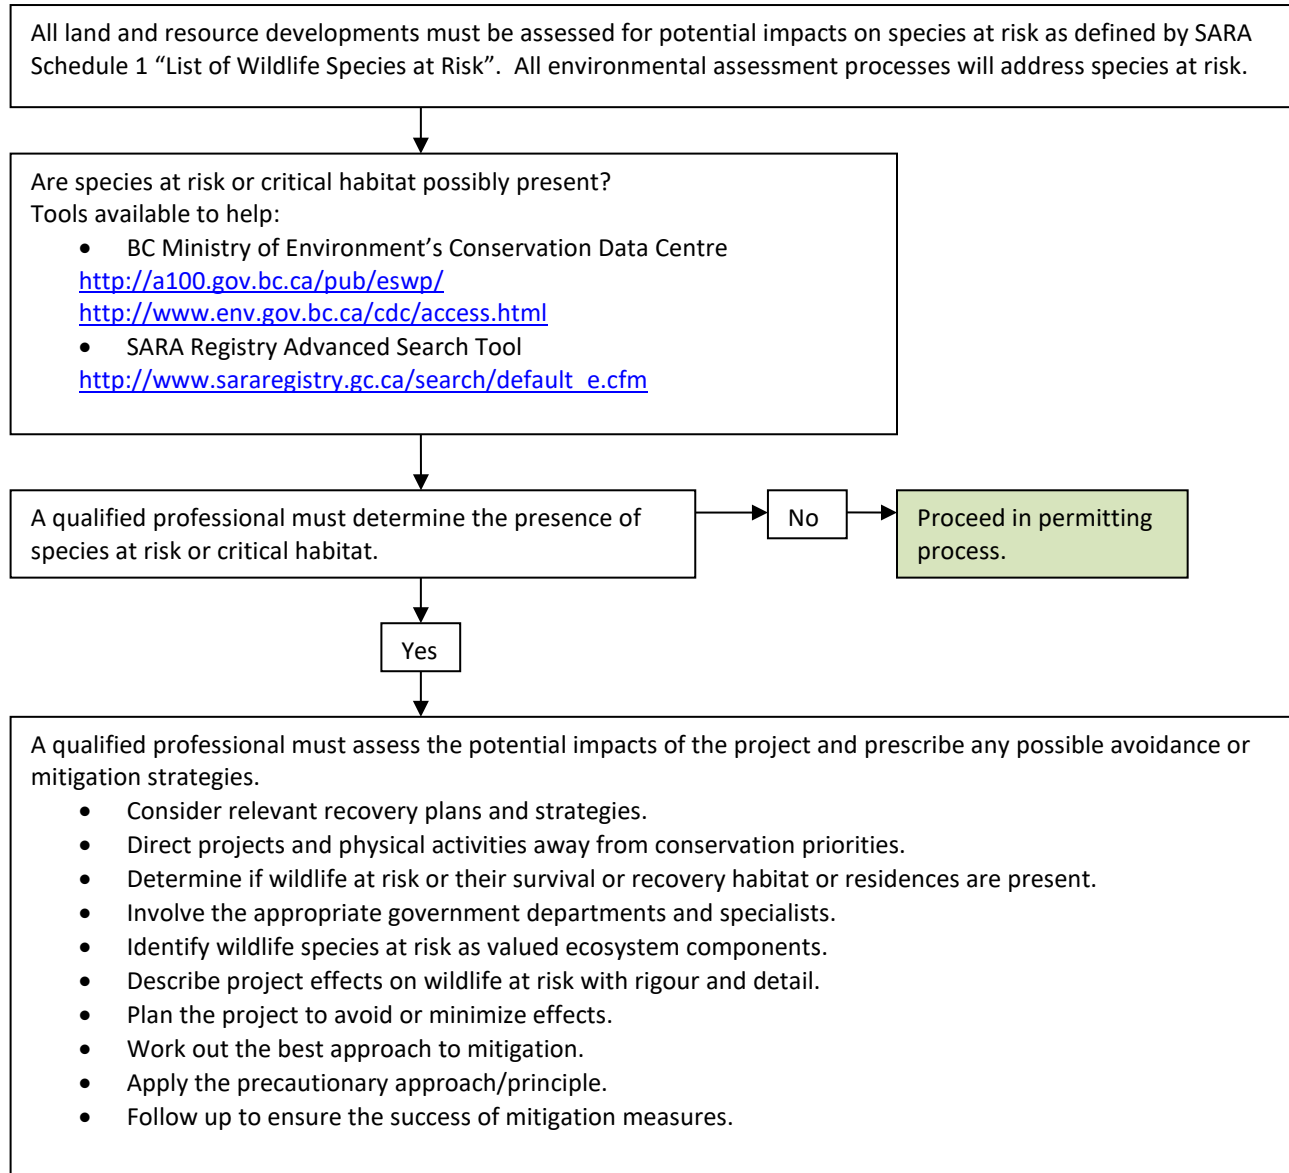 All land and resource developments must be assessed for potential impacts on species at risk as defined by SARA
Schedule 1 “List of Wildlife Species at Risk”.  All environmental assessment processes will address species at risk.
Are species at risk or critical habitat possibly present?
Tools available to help:
• BC Ministry of Environment’s Conservation Data Centre
http://a100.gov.bc.ca/pub/eswp/
http://www.env.gov.bc.ca/cdc/access.html
• SARA Registry Advanced Search Tool
http://www.sararegistry.gc.ca/search/default_e.cfm
A qualified professional must determine the presence of
species at risk or critical habitat.
No
Proceed in permitting
process.
Yes
A qualified professional must assess the potential impacts of the project and prescribe any possible avoidance or
mitigation strategies.
• Consider relevant recovery plans and strategies.
• Direct projects and physical activities away from conservation priorities.
• Determine if wildlife at risk or their survival or recovery habitat or residences are present.
• Involve the appropriate government departments and specialists.
• Identify wildlife species at risk as valued ecosystem components.
• Describe project effects on wildlife at risk with rigour and detail.
• Plan the project to avoid or minimize effects.
• Work out the best approach to mitigation.
• Apply the precautionary approach/principle.
• Follow up to ensure the success of mitigation measures.